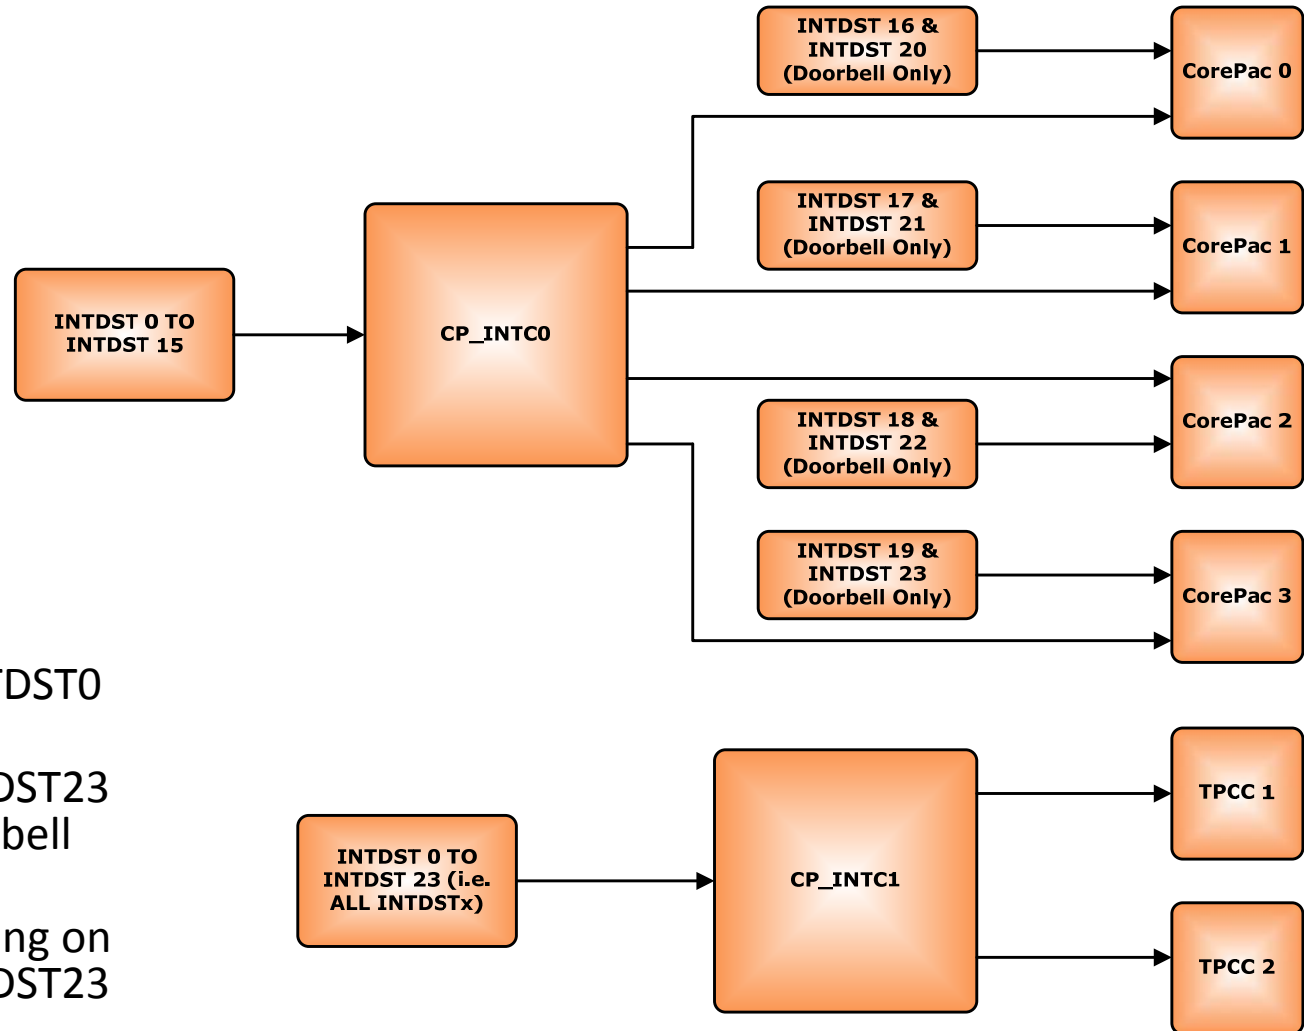 INTDST 16 &
INTDST 20
(Doorbell Only)
CorePac 0
INTDST 17 &
INTDST 21
(Doorbell Only)
CorePac 1
INTDST 0 TO
INTDST 15
CP_INTC0
CorePac 2
INTDST 18 &
INTDST 22
(Doorbell Only)
INTDST 19 &
INTDST 23
(Doorbell Only)
CorePac 3
TDST0
DST23
bell
ng on
DST23
INTDST 0 TO
INTDST 23 (i.e.
ALL INTDSTx)
CP_INTC1
TPCC 1
TPCC 2